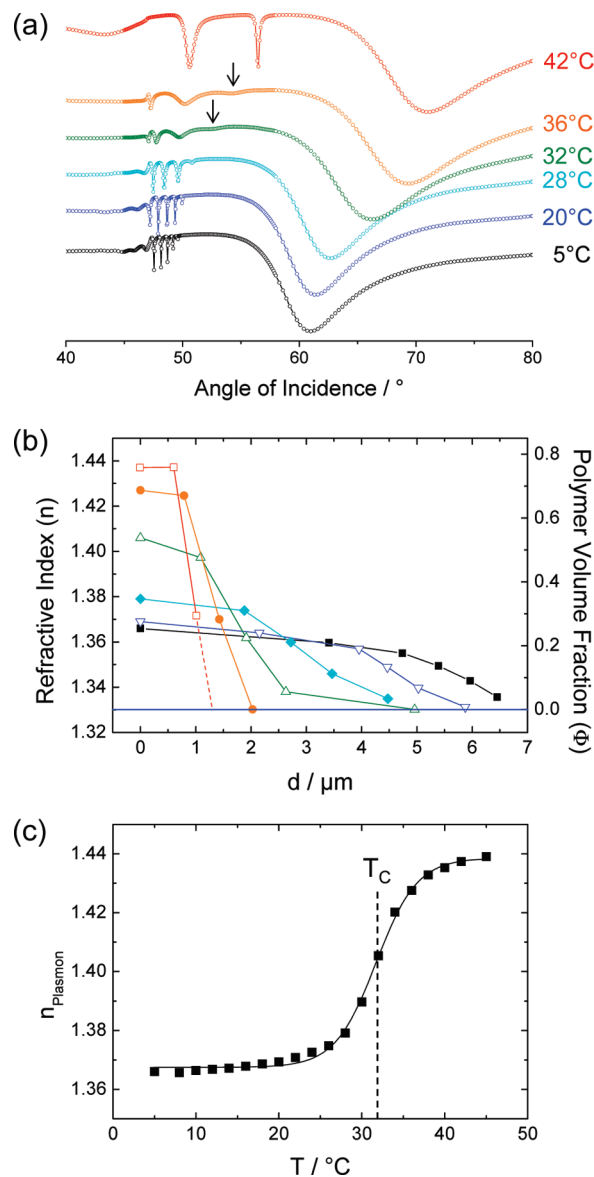 (a)
42°C
36°C
32°C
28°C
20°C
5°C
40 50 60 70 80
Angle of Incidence / °
(b)
Refractive Index (n)
1.44
1.42
1.40
1.38
1.36
1.34
1.32
0.8
0.6
0.4
0.2
0.0
Polymer Volume Fraction (Φ)
0 1 2 3 4 5 6 7
d / µm
(c)
n_Plasmon
1.44
1.42
1.40
1.38
1.36
T_C
0 10 20 30 40 50
T / °C